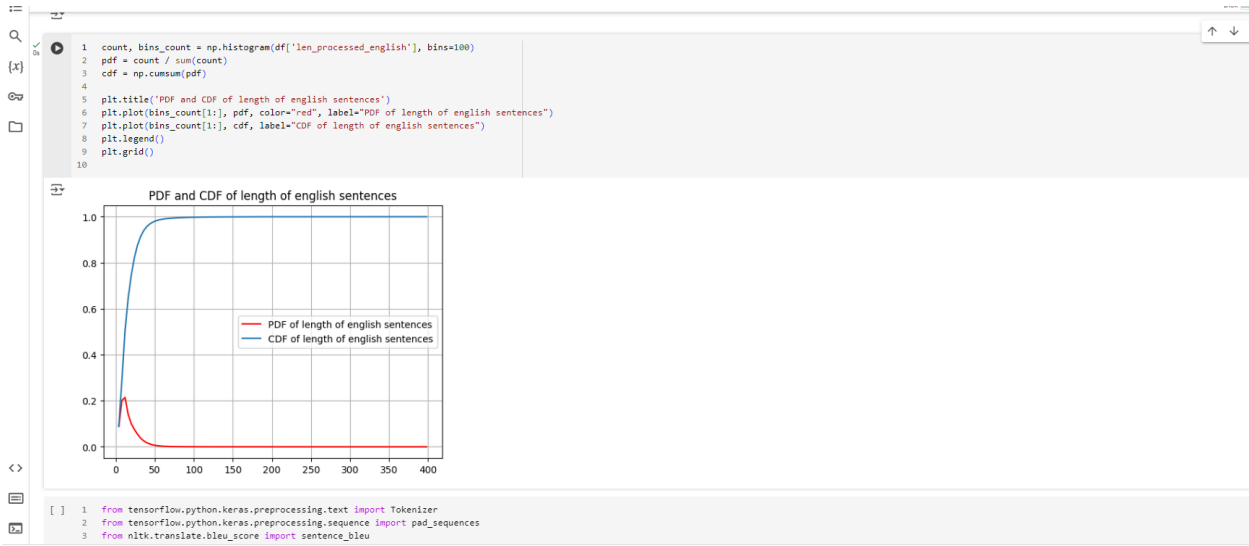 0s
{x}
1 count, bins_count = np.histogram(df['len_processed_english'], bins=100)
2 pdf = count / sum(count)
3 cdf = np.cumsum(pdf)
4
5 plt.title('PDF and CDF of length of english sentences')
6 plt.plot(bins_count[1:], pdf, color="red", label="PDF of length of english sentences")
7 plt.plot(bins_count[1:], cdf, label="CDF of length of english sentences")
8 plt.legend()
9 plt.grid()
10
PDF and CDF of length of english sentences
1.0
0.8
0.6
PDF of length of english sentences
CDF of length of english sentences
0.4
0.2
0.0
0 50 100 150 200 250 300 350 400
[ ] 1 from tensorflow.python.keras.preprocessing.text import Tokenizer
2 from tensorflow.python.keras.preprocessing.sequence import pad_sequences
3 from nltk.translate.bleu_score import sentence_bleu